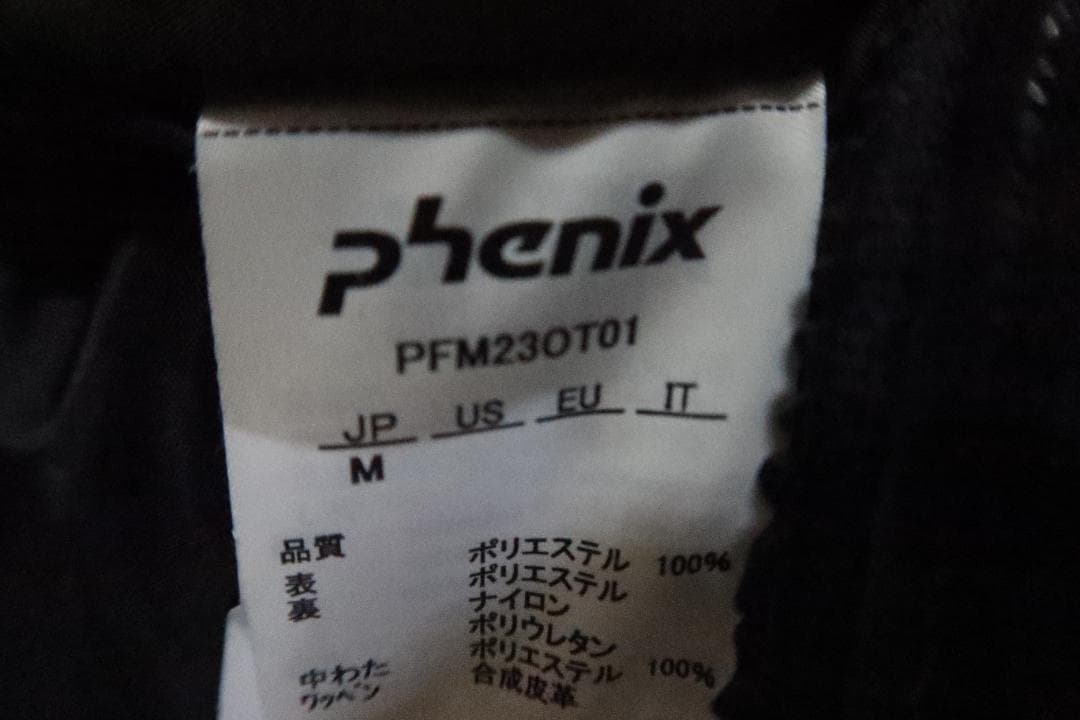 phenix
PFM23OT01
JP US EU IT
M
品質
表 ポリエステル 100%
裏 ポリエステル
ナイロン
ポリウレタン
中わた ポリエステル 100%
ワッペン 合成皮革